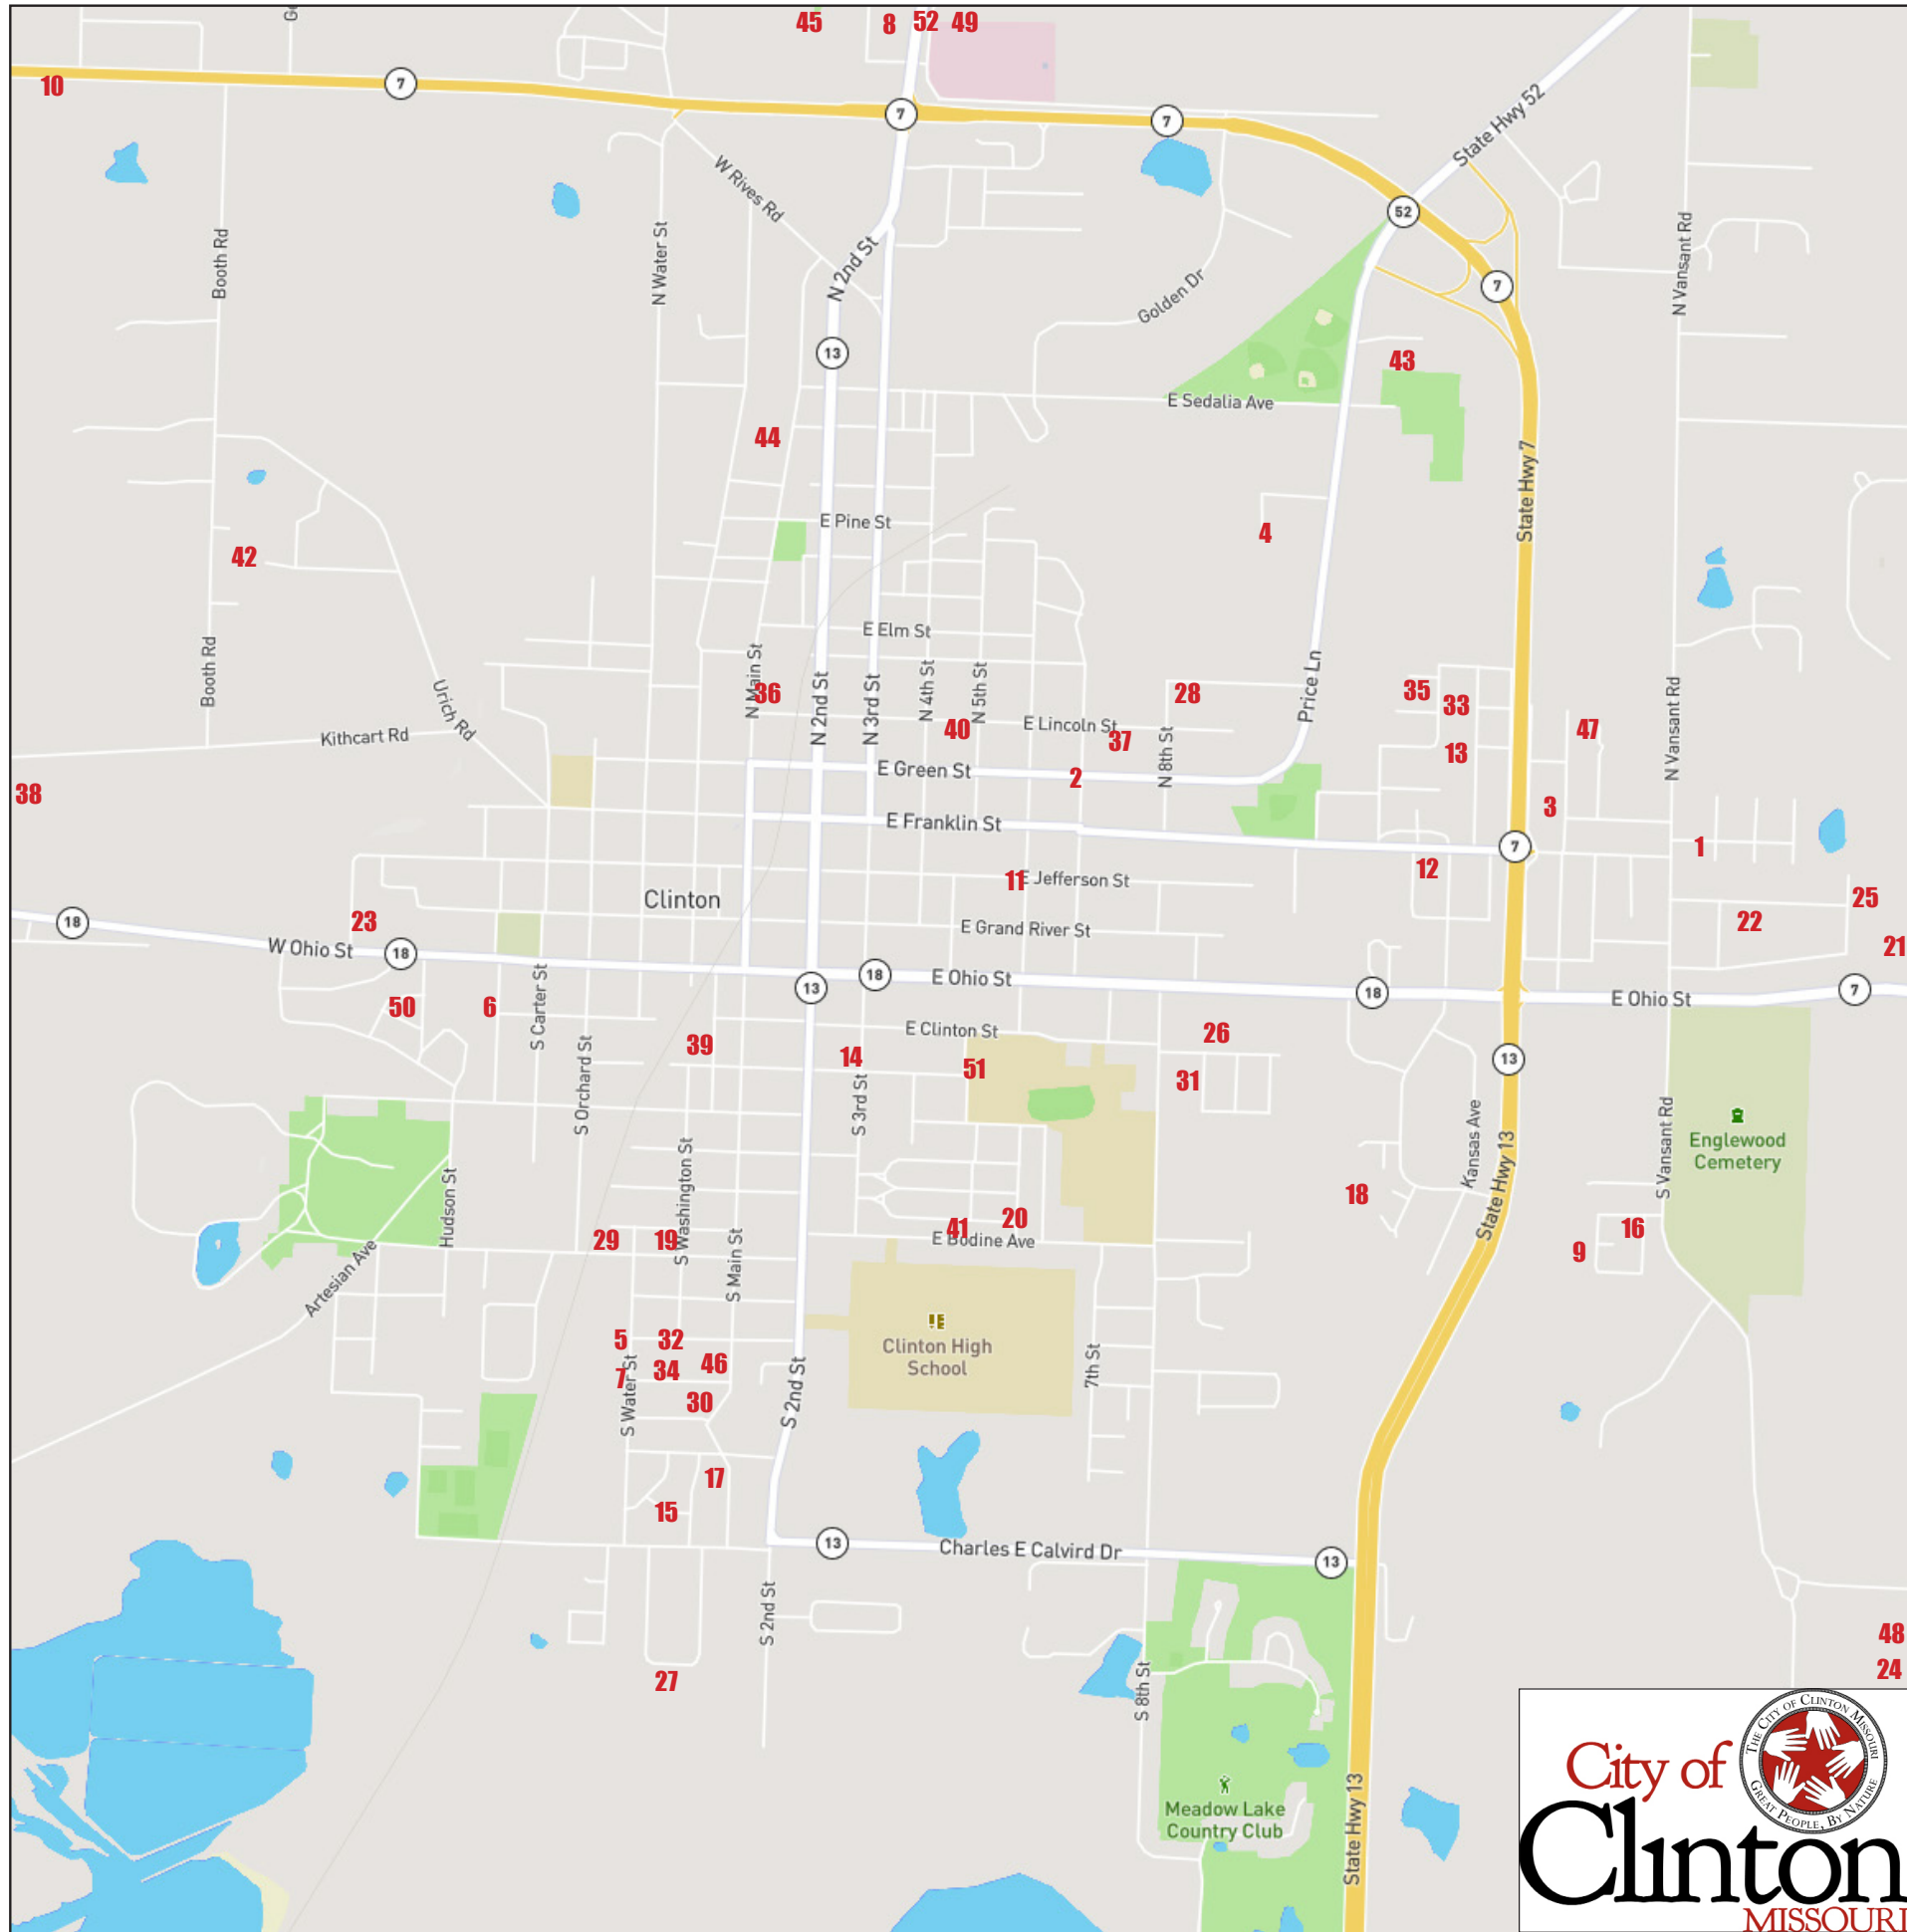 45
8
52
49
10
7
7
7
State Hwy 52
W Rives Rd
52
Booth Rd
N Water St
N 2nd St
N Vansant Rd
Golden Dr
7
13
43
E Sedalia Ave
44
State Hwy 7
E Pine St
4
42
E Elm St
Booth Rd
Urich Rd
N Main St
36
N 2nd St
N 3rd St
N 4th St
N 5th St
28
Price Ln
35
33
40
E Lincoln St
37
N 8th St
47
13
N Vansant Rd
Kithcart Rd
E Green St
2
38
3
E Franklin St
7
1
12
11
E Jefferson St
Clinton
25
23
18
22
E Grand River St
21
W Ohio St
18
18
E Ohio St
13
18
E Ohio St
7
50
6
S Carter St
E Clinton St
26
39
14
51
13
31
S Orchard St
S 3rd St
Kansas Ave
S Vansant Rd
Englewood
Cemetery
State Hwy 13
Hudson St
S Washington St
18
20
41
16
29
19
E Bodine Ave
9
S Main St
Artesian Ave
5
32
Clinton High
School
46
7
34
7th St
30
S Water St
S 2nd St
17
15
13
Charles E Calvird Dr
13
S 2nd St
48
24
27
S 8th St
Meadow Lake
Country Club
State Hwy 13
THE CITY OF CLINTON MISSOURI
GREAT PEOPLE, BY NATURE
City of
Clinton
MISSOURI